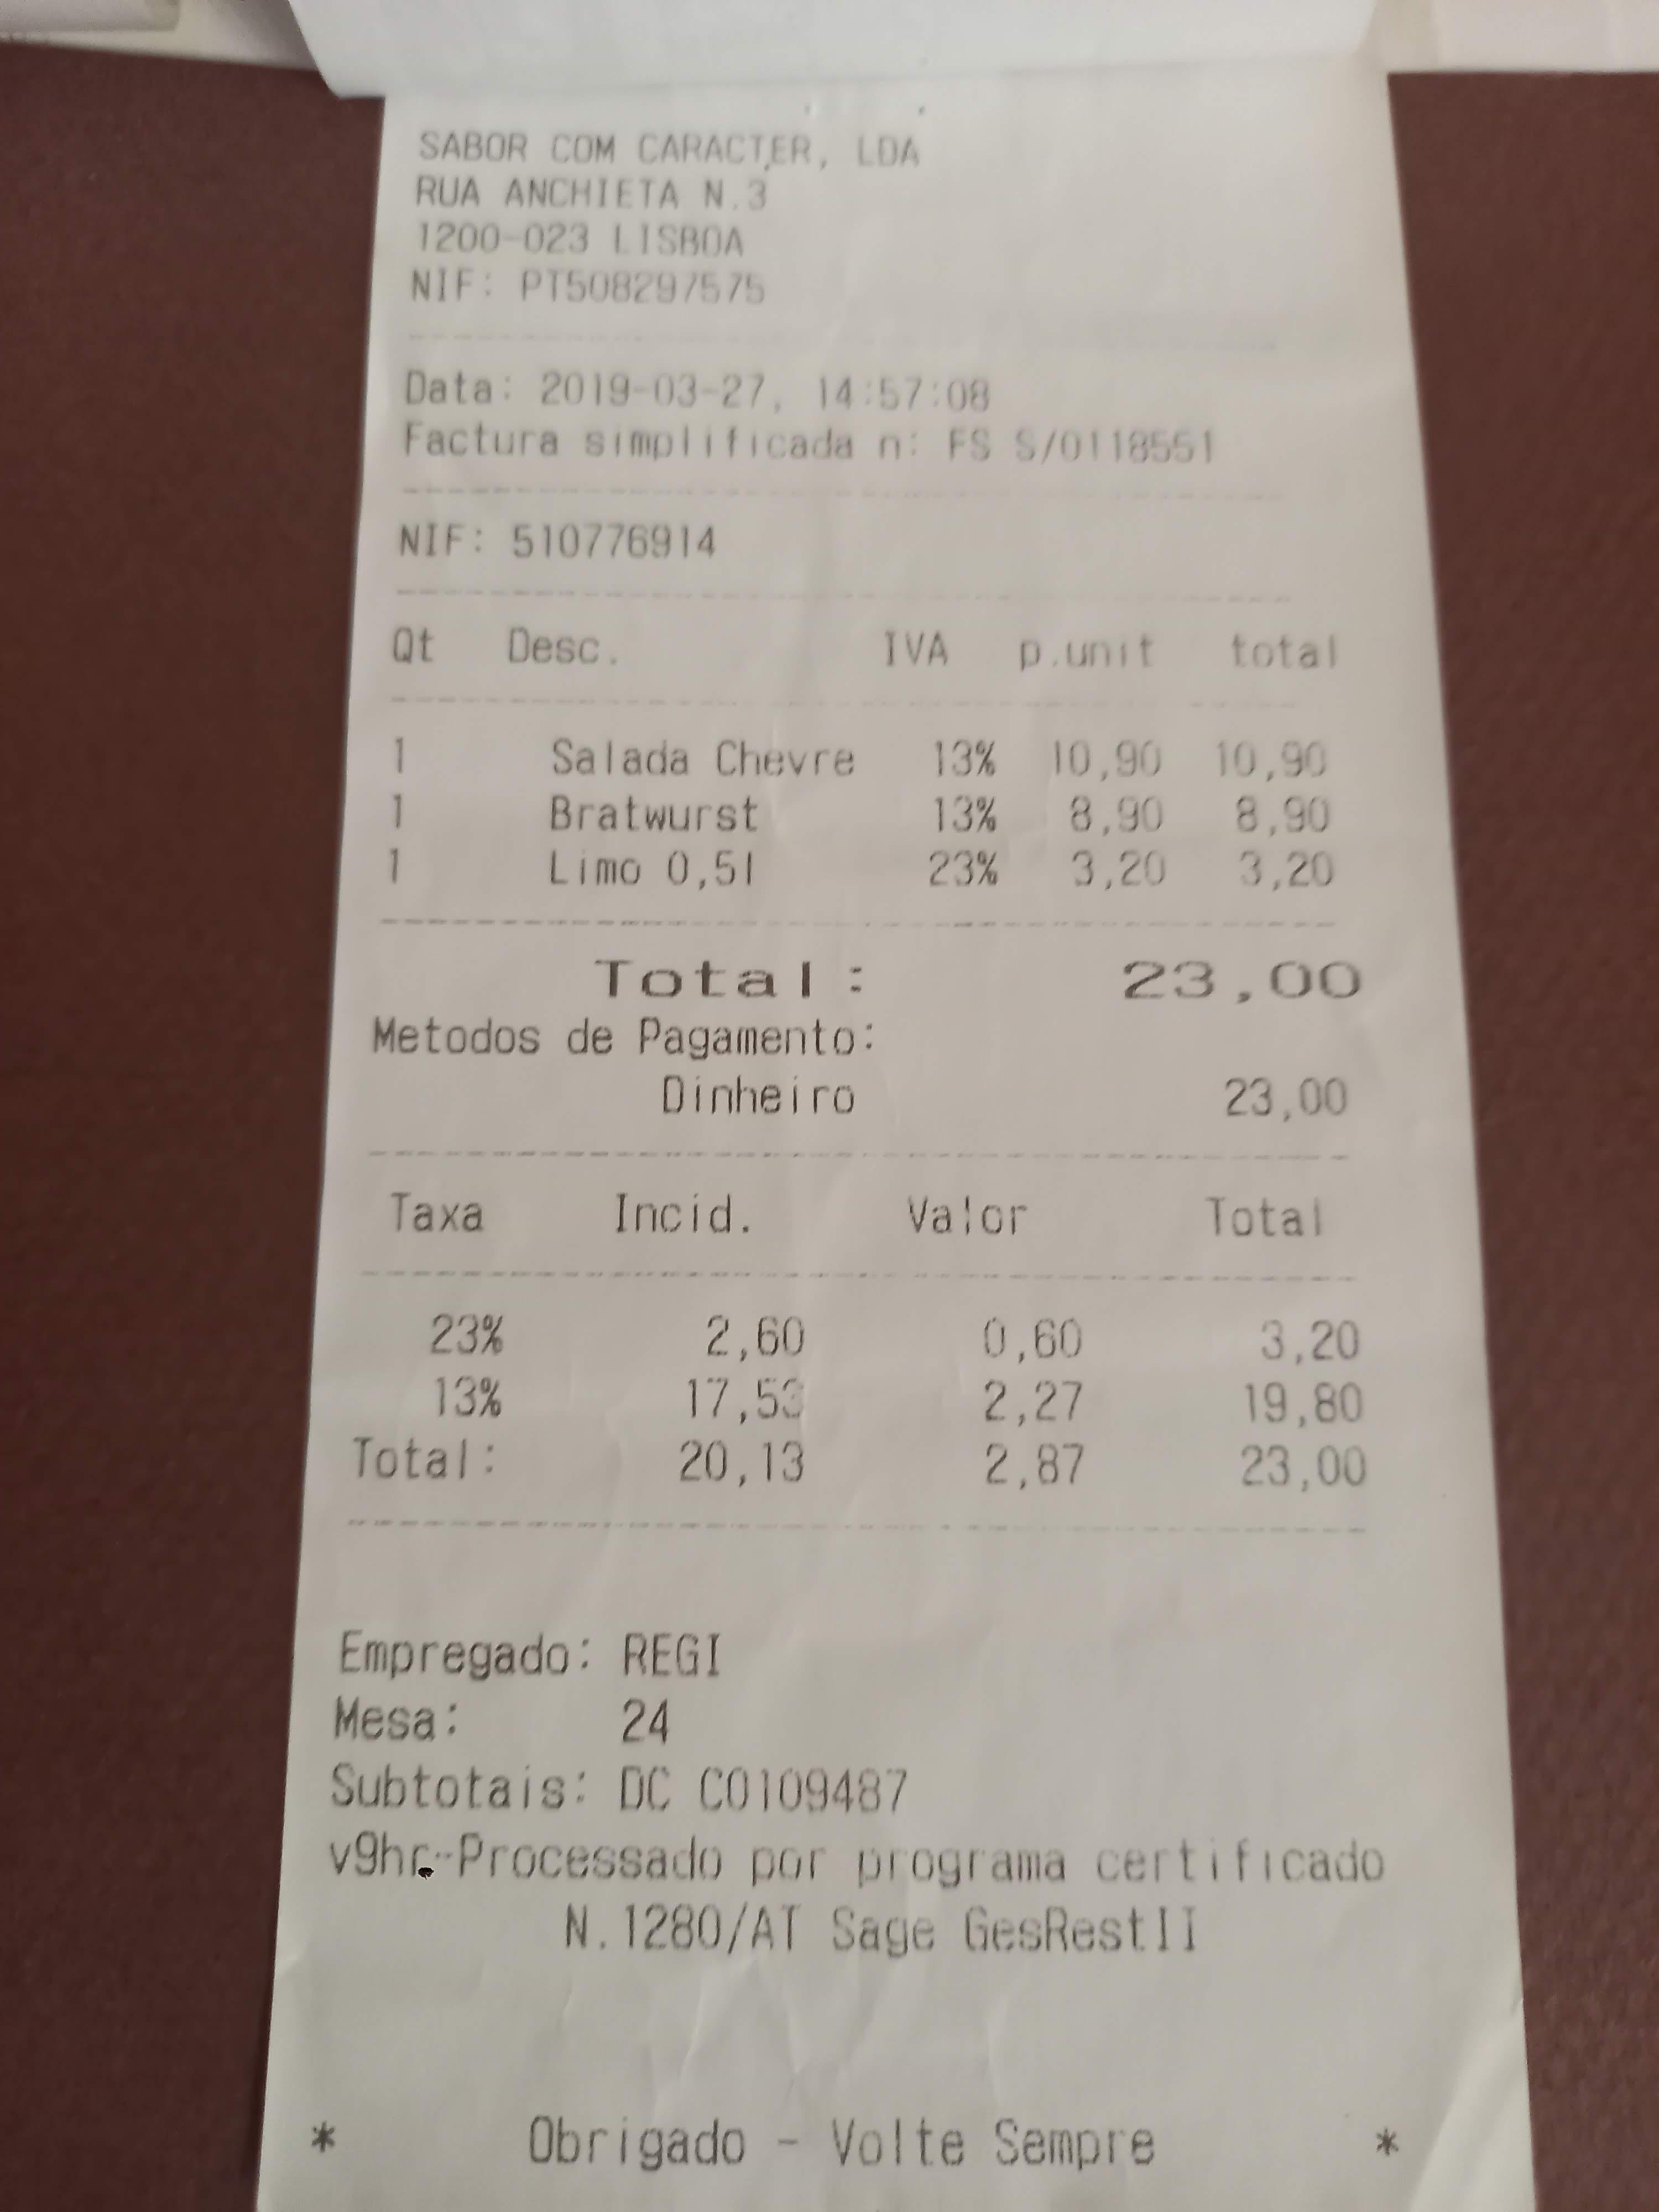 SABOR COM CARACTER, LDA
RUA ANCHIETA N.3
1200-023 LISBOA
NIF: PT508297575
Data: 2019-03-27, 14:57:08
Factura simplificada n: FS S/0118551
NIF: 510776914
Qt Desc. IVA p.unit total
1 Salada Chevre 13% 10,90 10,90
1 Bratwurst 13% 8,90 8,90
1 Limo 0,5l 23% 3,20 3,20
Total: 23,00
Metodos de Pagamento:
Dinheiro 23,00
Taxa Incid. Valor Total
23% 2,60 0,60 3,20
13% 17,53 2,27 19,80
Total: 20,13 2,87 23,00
Empregado: REGI
Mesa: 24
Subtotais: DC C0109487
v9hr-Processado por programa certificado
N.1280/AT Sage GesRestII
* Obrigado - Volte Sempre *